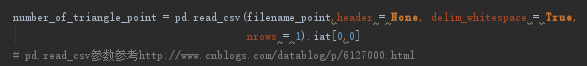 number_of_triangle_point = pd.read_csv(filename_point,header = None, delim_whitespace = True,
nrows = 1).iat[0,0]
# pd.read_csv参数参考http://www.cnblogs.com/datablog/p/6127000.html